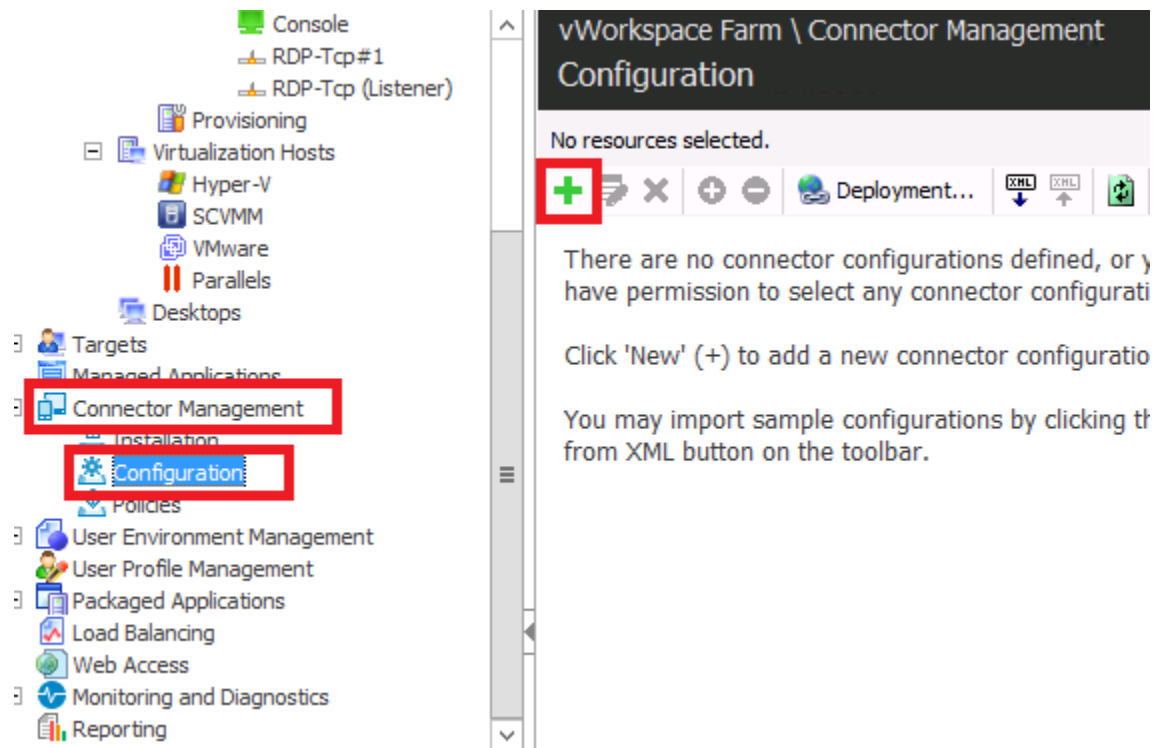 Console
RDP-Tcp#1
RDP-Tcp (Listener)
Provisioning
Virtualization Hosts
Hyper-V
SCVMM
VMware
Parallels
Desktops
Targets
Managed Applications
Connector Management
Installation
Configuration
Policies
User Environment Management
User Profile Management
Packaged Applications
Load Balancing
Web Access
Monitoring and Diagnostics
Reporting
vWorkspace Farm \ Connector Management
Configuration
No resources selected.
Deployment... XML XML
There are no connector configurations defined, or y
have permission to select any connector configurati
Click 'New' (+) to add a new connector configuratio
You may import sample configurations by clicking th
from XML button on the toolbar.